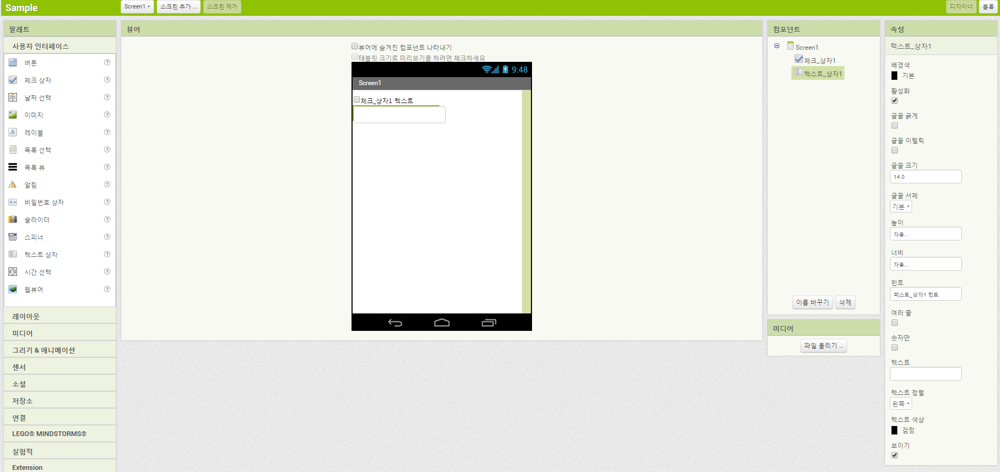 Sample
Screen1
스크린 추가 ...
스크린 제거
디자이너
블록
팔레트
사용자 인터페이스
버튼
체크 상자
날짜 선택
이미지
레이블
목록 선택
목록 뷰
알림
비밀번호 상자
슬라이더
스피너
텍스트 상자
시간 선택
웹뷰어
레이아웃
미디어
그리기 & 애니메이션
센서
소셜
저장소
연결
LEGO® MINDSTORMS®
실험적
Extension
뷰어
뷰어에 숨겨진 컴포넌트 나타내기
태블릿 크기로 미리보기를 하려면 체크하세요
9:48
Screen1
체크_상자1 텍스트
컴포넌트
Screen1
체크_상자1
텍스트_상자1
이름 바꾸기
삭제
미디어
파일 올리기 ...
속성
텍스트_상자1
배경색
기본
활성화
글꼴 굵게
글꼴 이텔릭
글꼴 크기
14.0
글꼴 서체
기본
높이
자동...
너비
자동...
힌트
텍스트_상자1 힌트
여러 줄
숫자만
텍스트
텍스트 정렬
왼쪽
텍스트 색상
검정
보이기